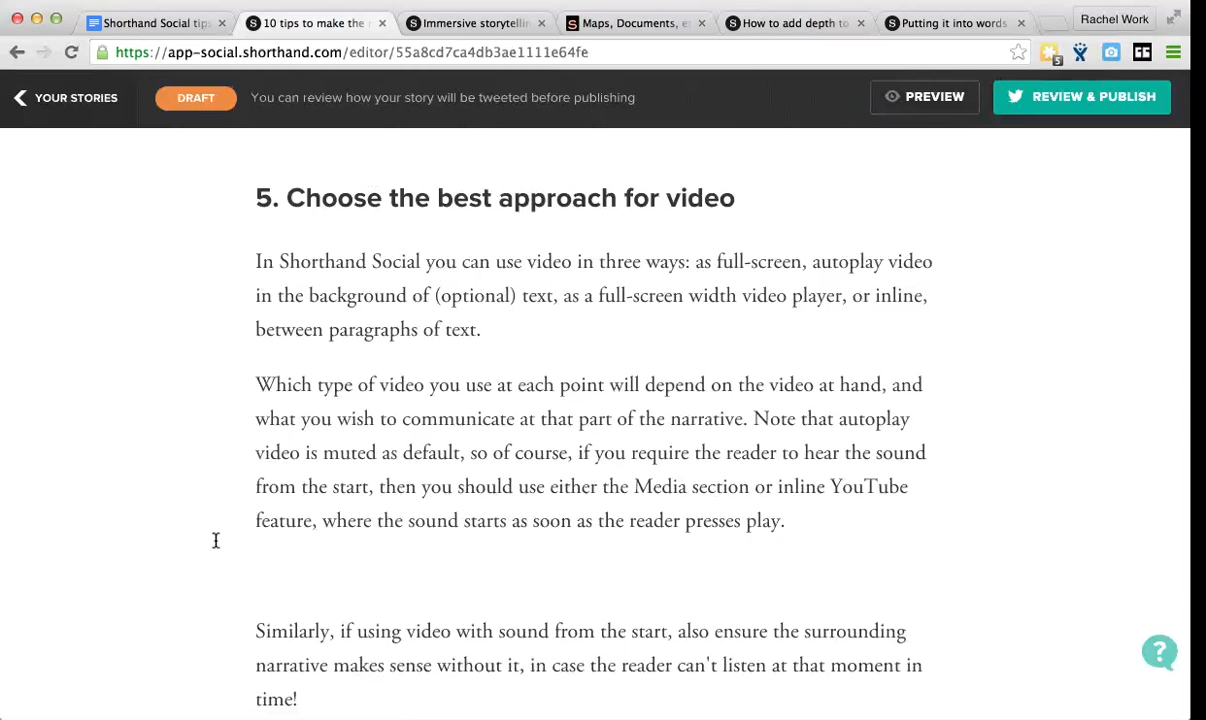 Shorthand Social tips
10 tips to make the
Immersive storytelli
Maps, Documents, e
How to add depth to
Putting it into words
Rachel Work
https://app-social.shorthand.com/editor/55a8cd7ca4db3ae1111e64fe
5
YOUR STORIES
DRAFT
You can review how your story will be tweeted before publishing
PREVIEW
REVIEW & PUBLISH
5. Choose the best approach for video
In Shorthand Social you can use video in three ways: as full-screen, autoplay video
in the background of (optional) text, as a full-screen width video player, or inline,
between paragraphs of text.
Which type of video you use at each point will depend on the video at hand, and
what you wish to communicate at that part of the narrative. Note that autoplay
video is muted as default, so of course, if you require the reader to hear the sound
from the start, then you should use either the Media section or inline YouTube
feature, where the sound starts as soon as the reader presses play.
Similarly, if using video with sound from the start, also ensure the surrounding
narrative makes sense without it, in case the reader can't listen at that moment in
time!
?